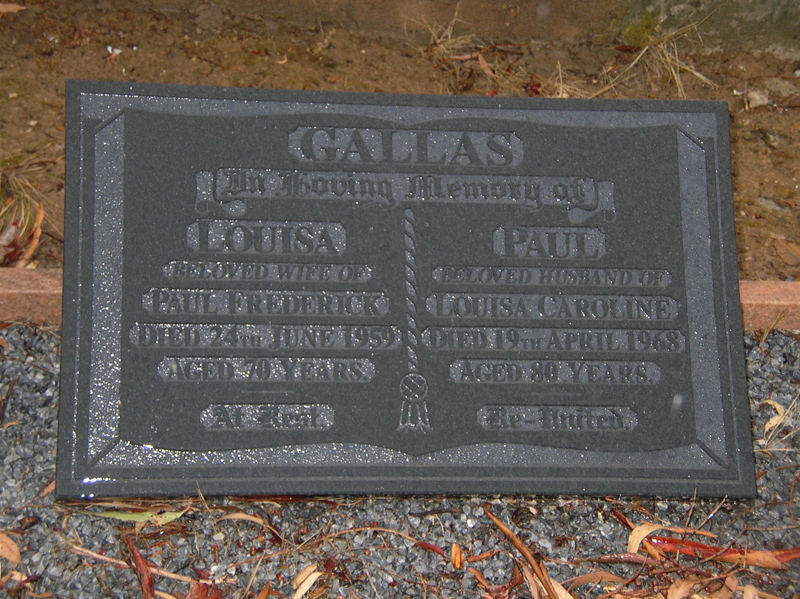 GALLAS
In Loving Memory of
LOUISA
BELOVED WIFE OF
PAUL FREDERICK
DIED 24TH JUNE 1959
AGED 70 YEARS.
At Rest
PAUL
BELOVED HUSBAND OF
LOUISA CAROLINE
DIED 19TH APRIL 1968
AGED 80 YEARS.
Re-United